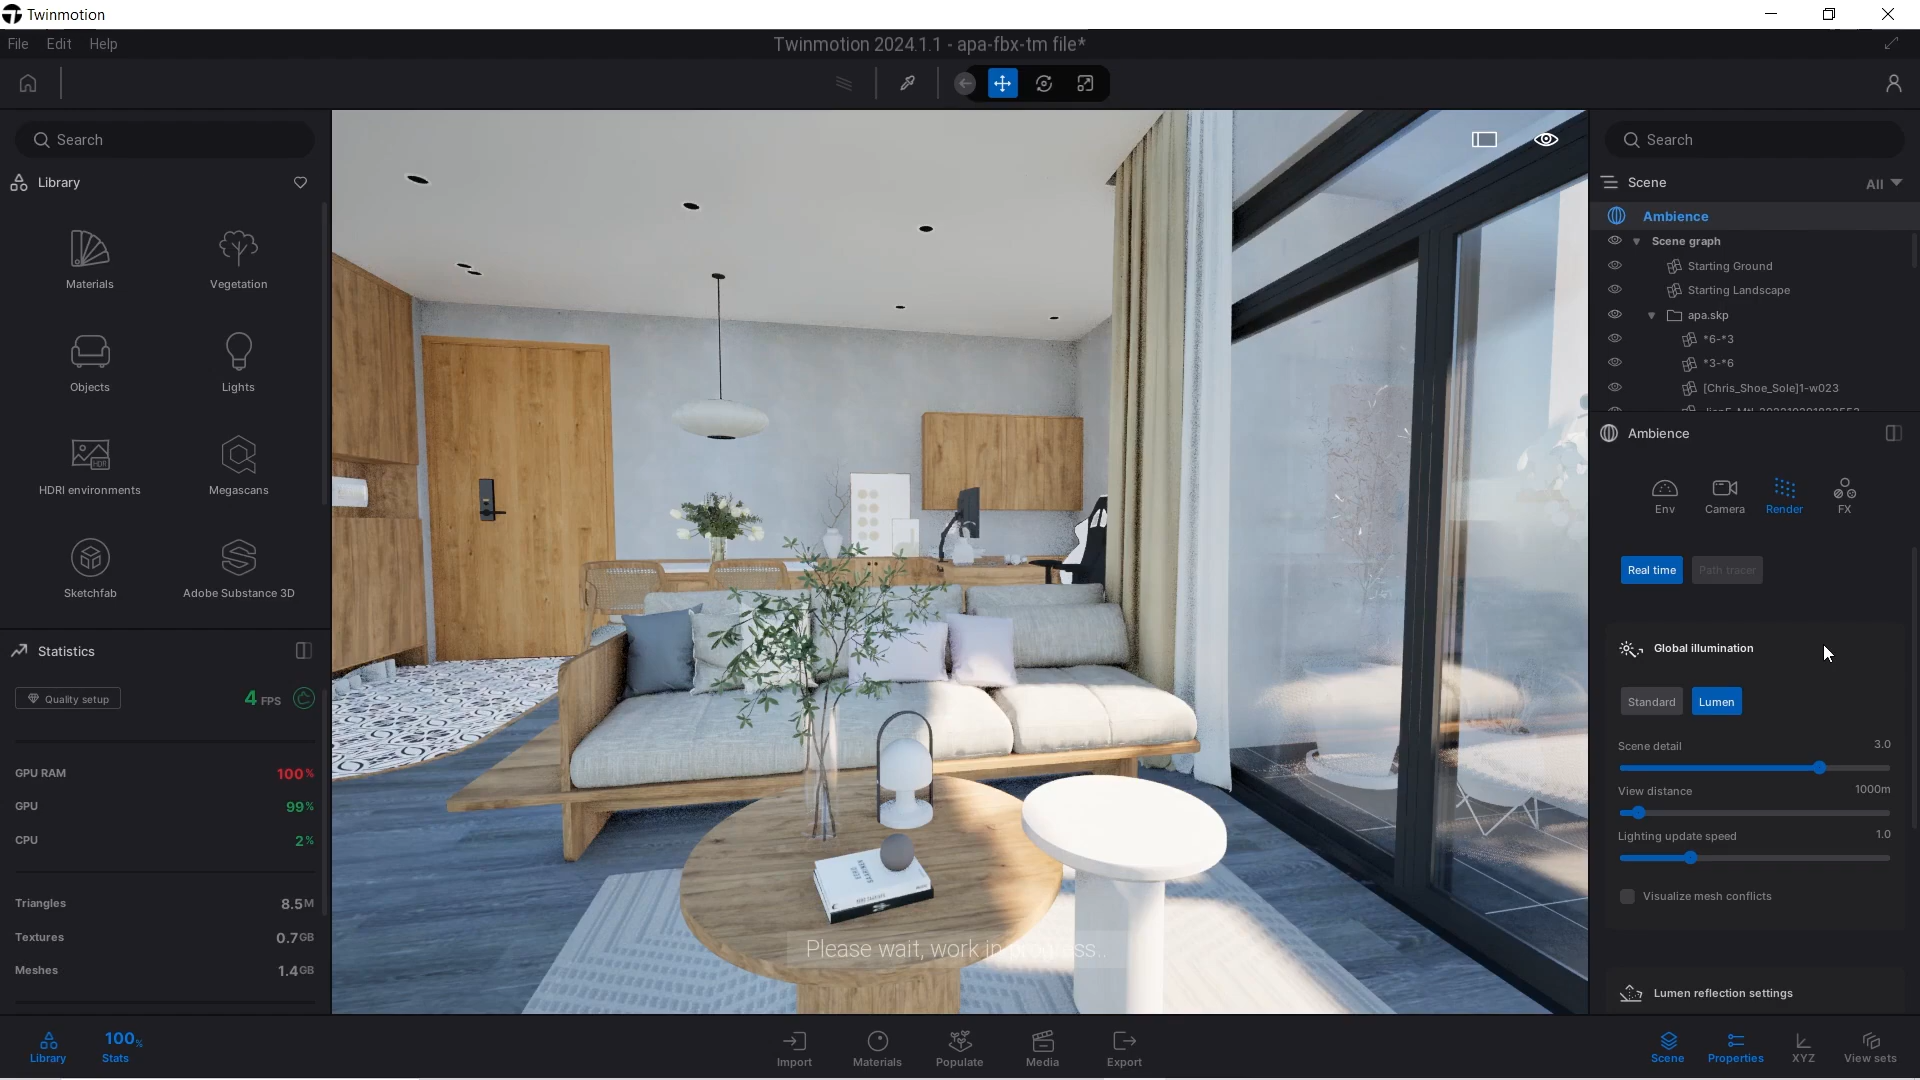 Twinmotion
File Edit Help
Twinmotion 2024.1.1 - apa-fbx-tm file*
Search
Library
Materials Vegetation
Objects Lights
HDR
HDRI environments Megascans
Sketchfab Adobe Substance 3D
Statistics
Quality setup 4 FPS
GPU RAM 100%
GPU 99%
CPU 2%
Triangles 8.5M
Textures 0.7GB
Meshes 1.4GB
Please wait, work in progress..
Search
Scene All
Ambience
Scene graph
Starting Ground
Starting Landscape
apa.skp
*6-*3
*3-*6
[Chris_Shoe_Sole]1-w023
Ambience
Env Camera Render FX
Real time Path tracer
Global illumination
Standard Lumen
Scene detail 3.0
View distance 1000m
Lighting update speed 1.0
Visualize mesh conflicts
Lumen reflection settings
Library 100% Stats Import Materials Populate Media Export Scene Properties XYZ View sets